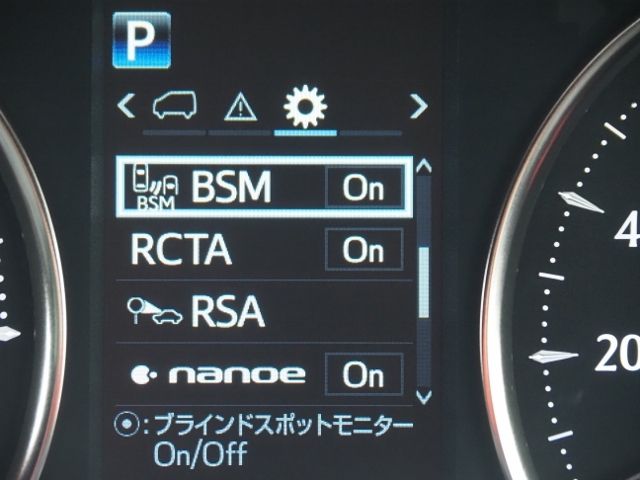 P
BSM BSM On
RCTA On
RSA
nanoe On
:ブラインドスポットモニター
On/Off
4
20